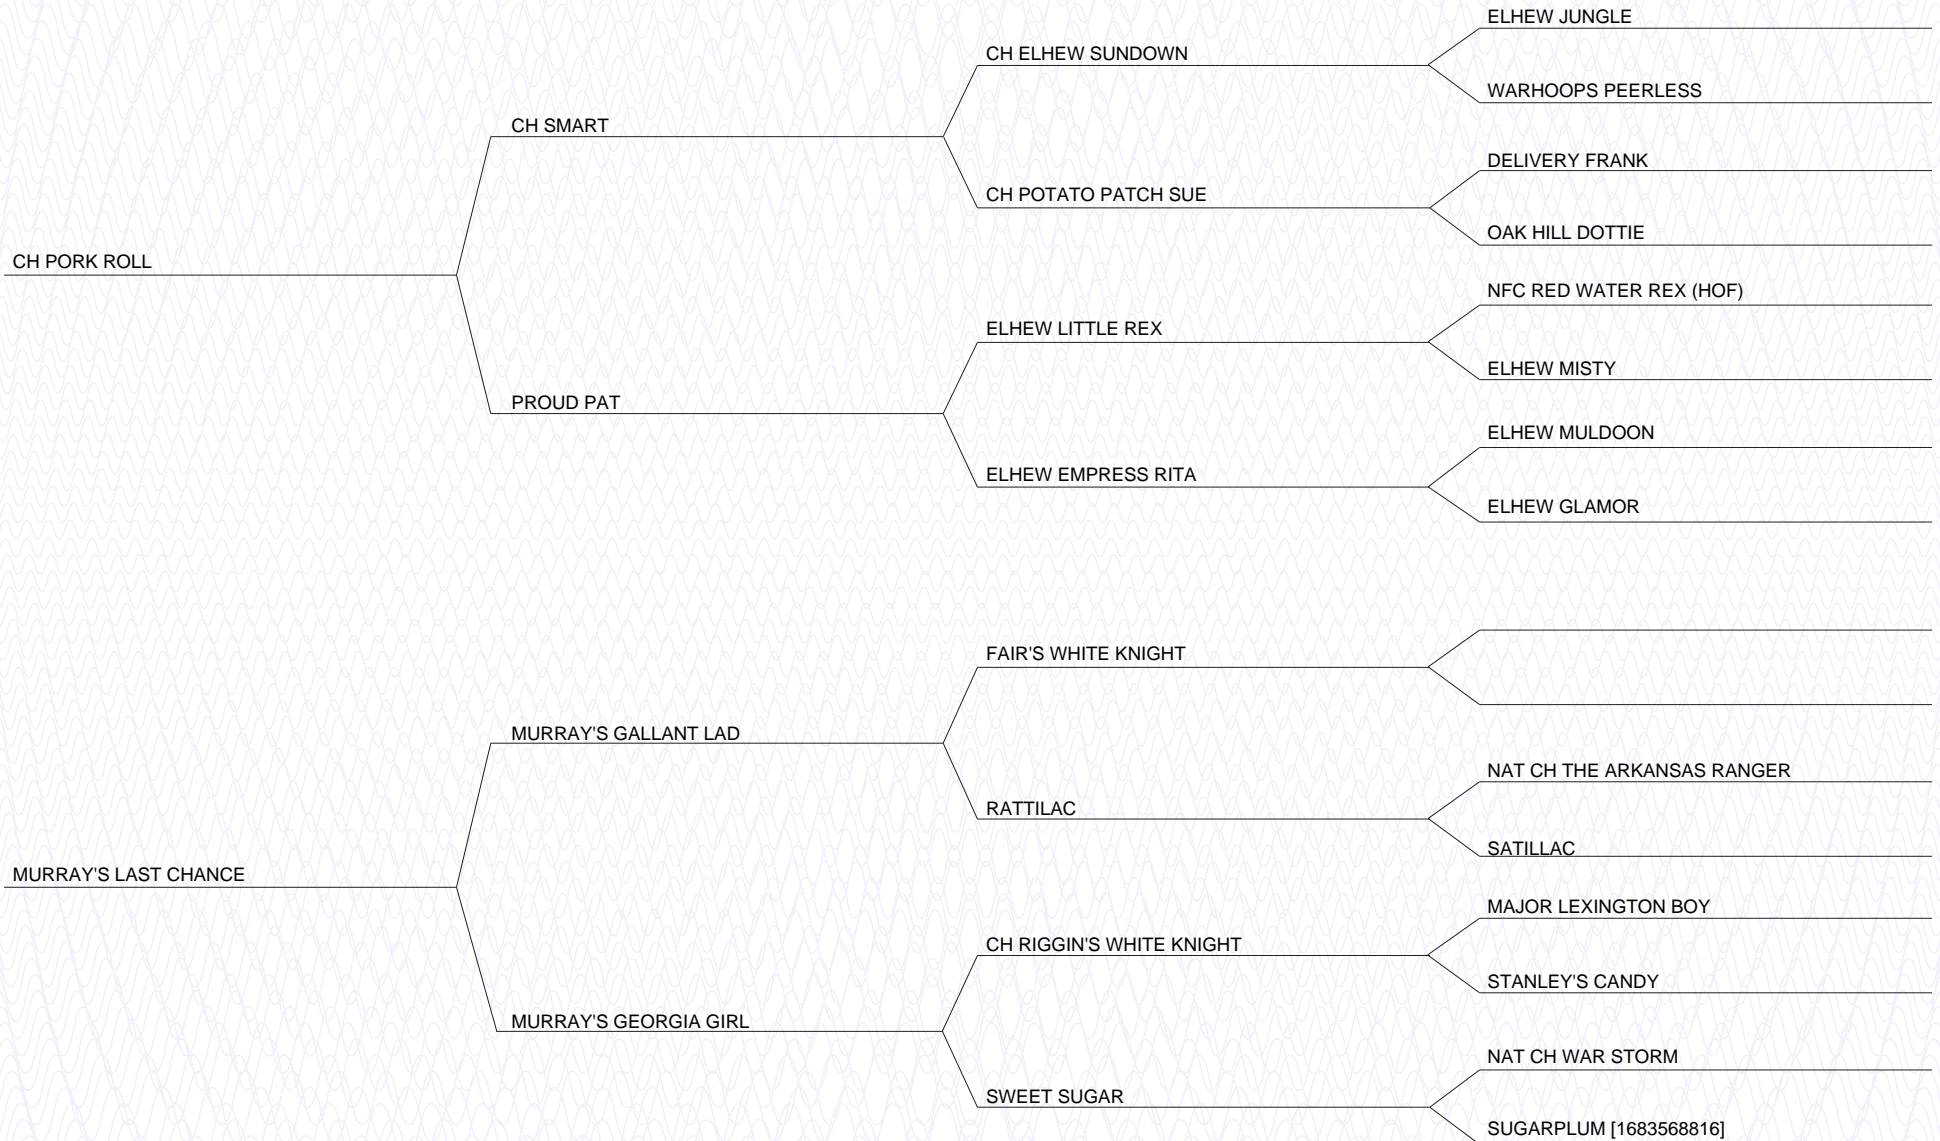 ELHEW JUNGLE
CH ELHEW SUNDOWN
WARHOOPS PEERLESS
CH SMART
DELIVERY FRANK
CH POTATO PATCH SUE
OAK HILL DOTTIE
CH PORK ROLL
NFC RED WATER REX (HOF)
ELHEW LITTLE REX
ELHEW MISTY
PROUD PAT
ELHEW MULDOON
ELHEW EMPRESS RITA
ELHEW GLAMOR
FAIR'S WHITE KNIGHT
MURRAY'S GALLANT LAD
NAT CH THE ARKANSAS RANGER
RATTILAC
SATILLAC
MURRAY'S LAST CHANCE
MAJOR LEXINGTON BOY
CH RIGGIN'S WHITE KNIGHT
STANLEY'S CANDY
MURRAY'S GEORGIA GIRL
NAT CH WAR STORM
SWEET SUGAR
SUGARPLUM [1683568816]